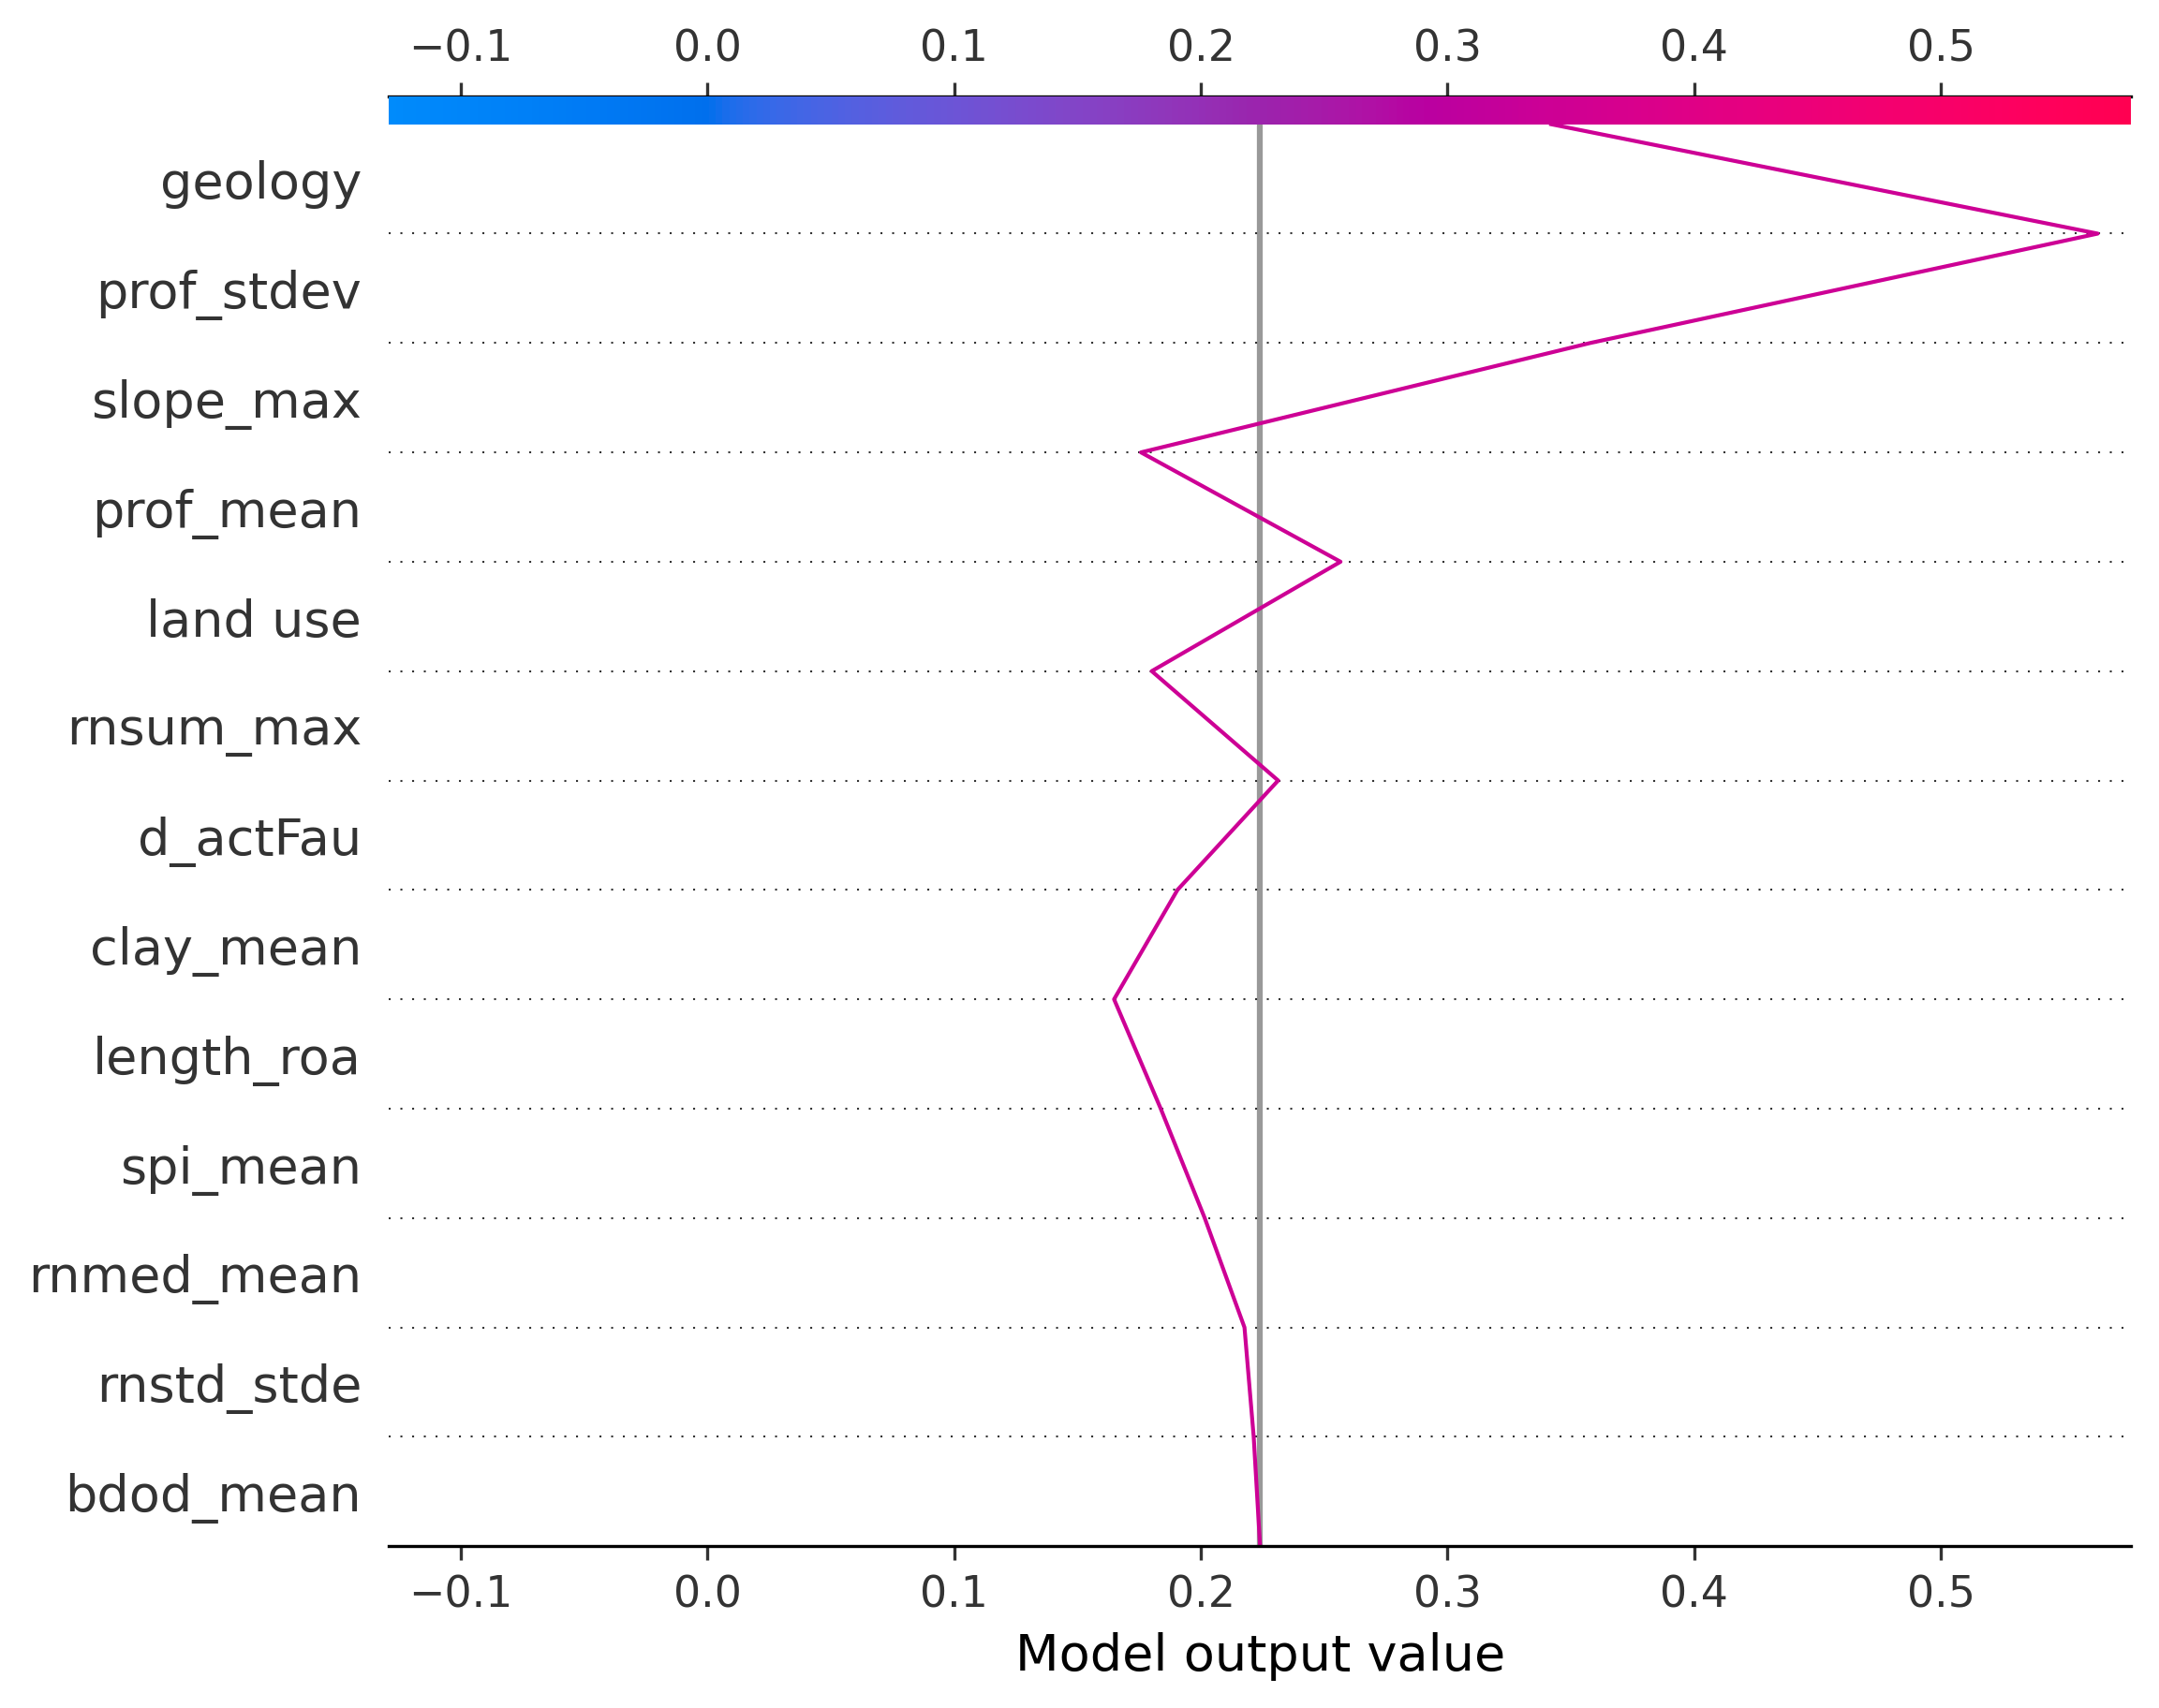 −0.1 0.0 0.1 0.2 0.3 0.4 0.5
geology
prof_stdev
slope_max
prof_mean
land use
rnsum_max
d_actFau
clay_mean
length_roa
spi_mean
rnmed_mean
rnstd_stde
bdod_mean
−0.1 0.0 0.1 0.2 0.3 0.4 0.5
Model output value